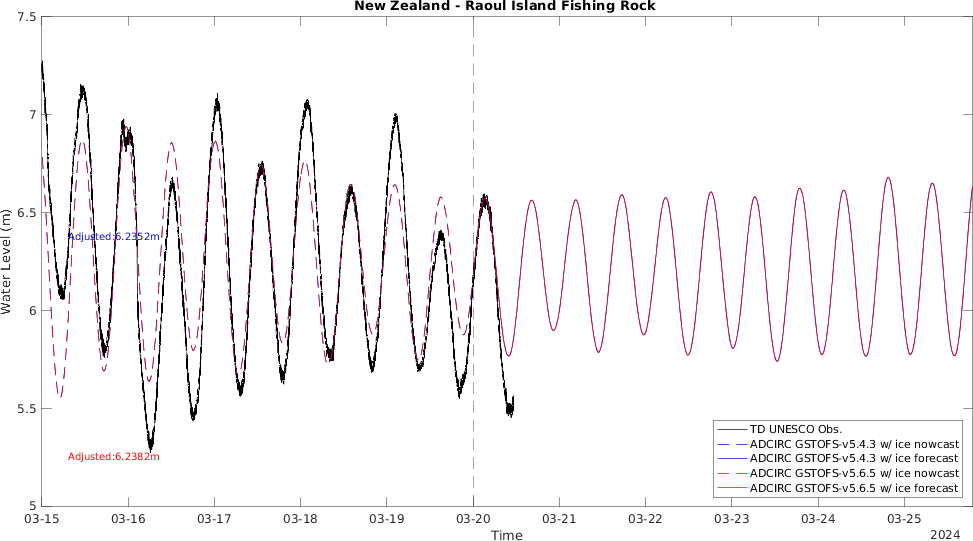 New Zealand - Raoul Island Fishing Rock
7.5
7
6.5
6
5.5
5
Water Level (m)
Adjusted:6.2352m
Adjusted:6.2382m
TD UNESCO Obs.
ADCIRC GSTOFS-v5.4.3 w/ ice nowcast
ADCIRC GSTOFS-v5.4.3 w/ ice forecast
ADCIRC GSTOFS-v5.6.5 w/ ice nowcast
ADCIRC GSTOFS-v5.6.5 w/ ice forecast
03-15 03-16 03-17 03-18 03-19 03-20 03-21 03-22 03-23 03-24 03-25
Time
2024